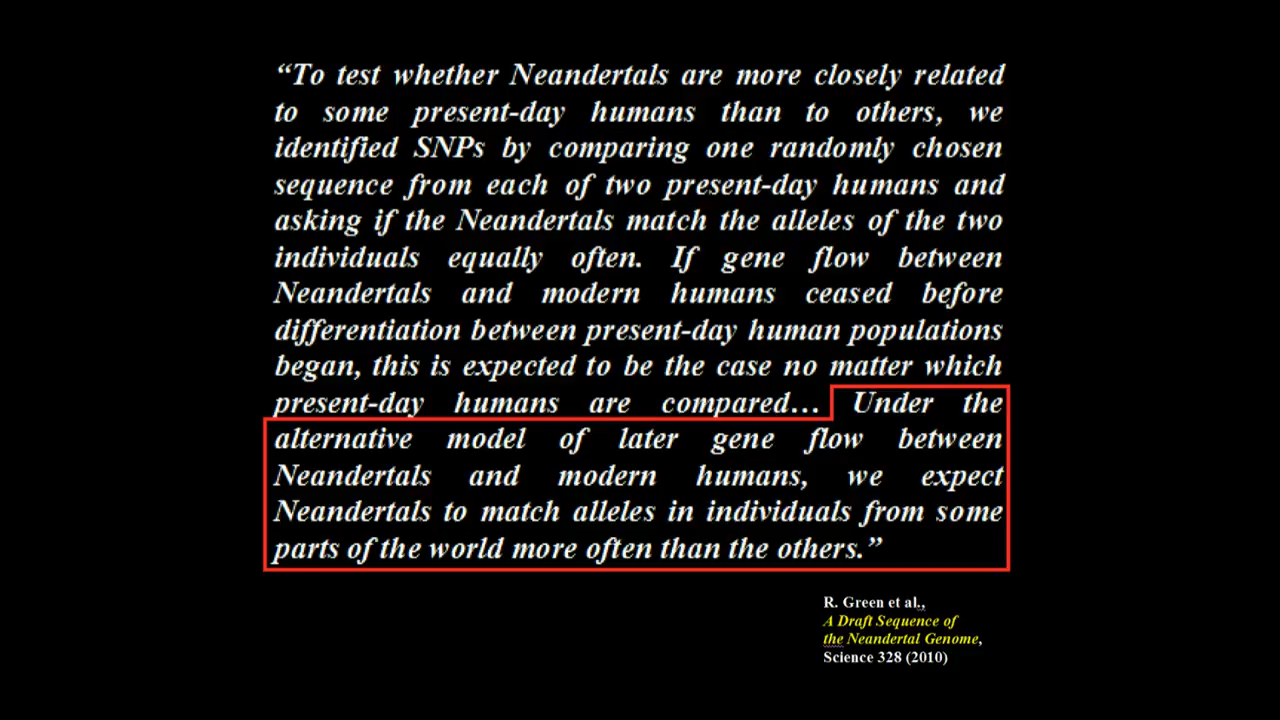 “To test whether Neandertals are more closely related
to some present-day humans than to others, we
identified SNPs by comparing one randomly chosen
sequence from each of two present-day humans and
asking if the Neandertals match the alleles of the two
individuals equally often. If gene flow between
Neandertals and modern humans ceased before
differentiation between present-day human populations
began, this is expected to be the case no matter which
present-day humans are compared… Under the
alternative model of later gene flow between
Neandertals and modern humans, we expect
Neandertals to match alleles in individuals from some
parts of the world more often than the others.”
R. Green et al.,
A Draft Sequence of
the Neandertal Genome,
Science 328 (2010)